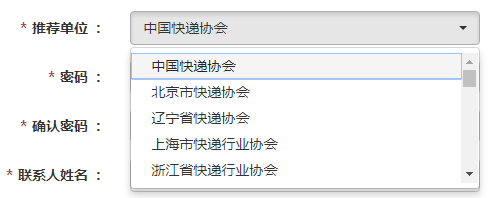 * 推荐单位 ： 中国快递协会
中国快递协会
* 密码 ：
北京市快递协会
辽宁省快递协会
* 确认密码 ：
上海市快递行业协会
* 联系人姓名 ： 浙江省快递行业协会